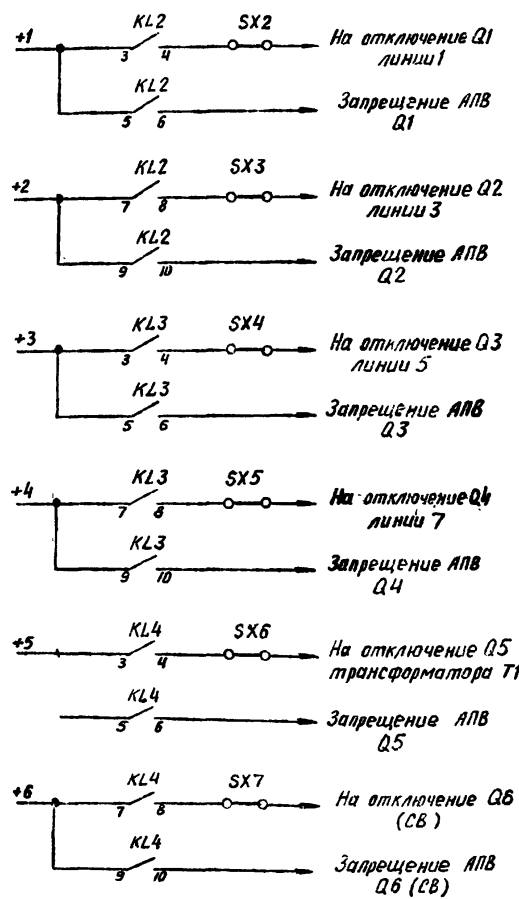 KL2 SX2
+1 3 4 На отключение Q1
линии 1
KL2
5 6 Запрещение АПВ
Q1
KL2 SX3
+2 7 8 На отключение Q2
линии 3
KL2
9 10 Запрещение АПВ
Q2
KL3 SX4
+3 3 4 На отключение Q3
линии 5
KL3
5 6 Запрещение АПВ
Q3
KL3 SX5
+4 7 8 На отключение Q4
линии 7
KL3
9 10 Запрещение АПВ
Q4
KL4 SX6
+5 3 4 На отключение Q5
трансформатора Т1
KL4
5 6 Запрещение АПВ
Q5
KL4 SX7
+6 7 8 На отключение Q6
(СВ)
KL4
9 10 Запрещение АПВ
Q6 (СВ)